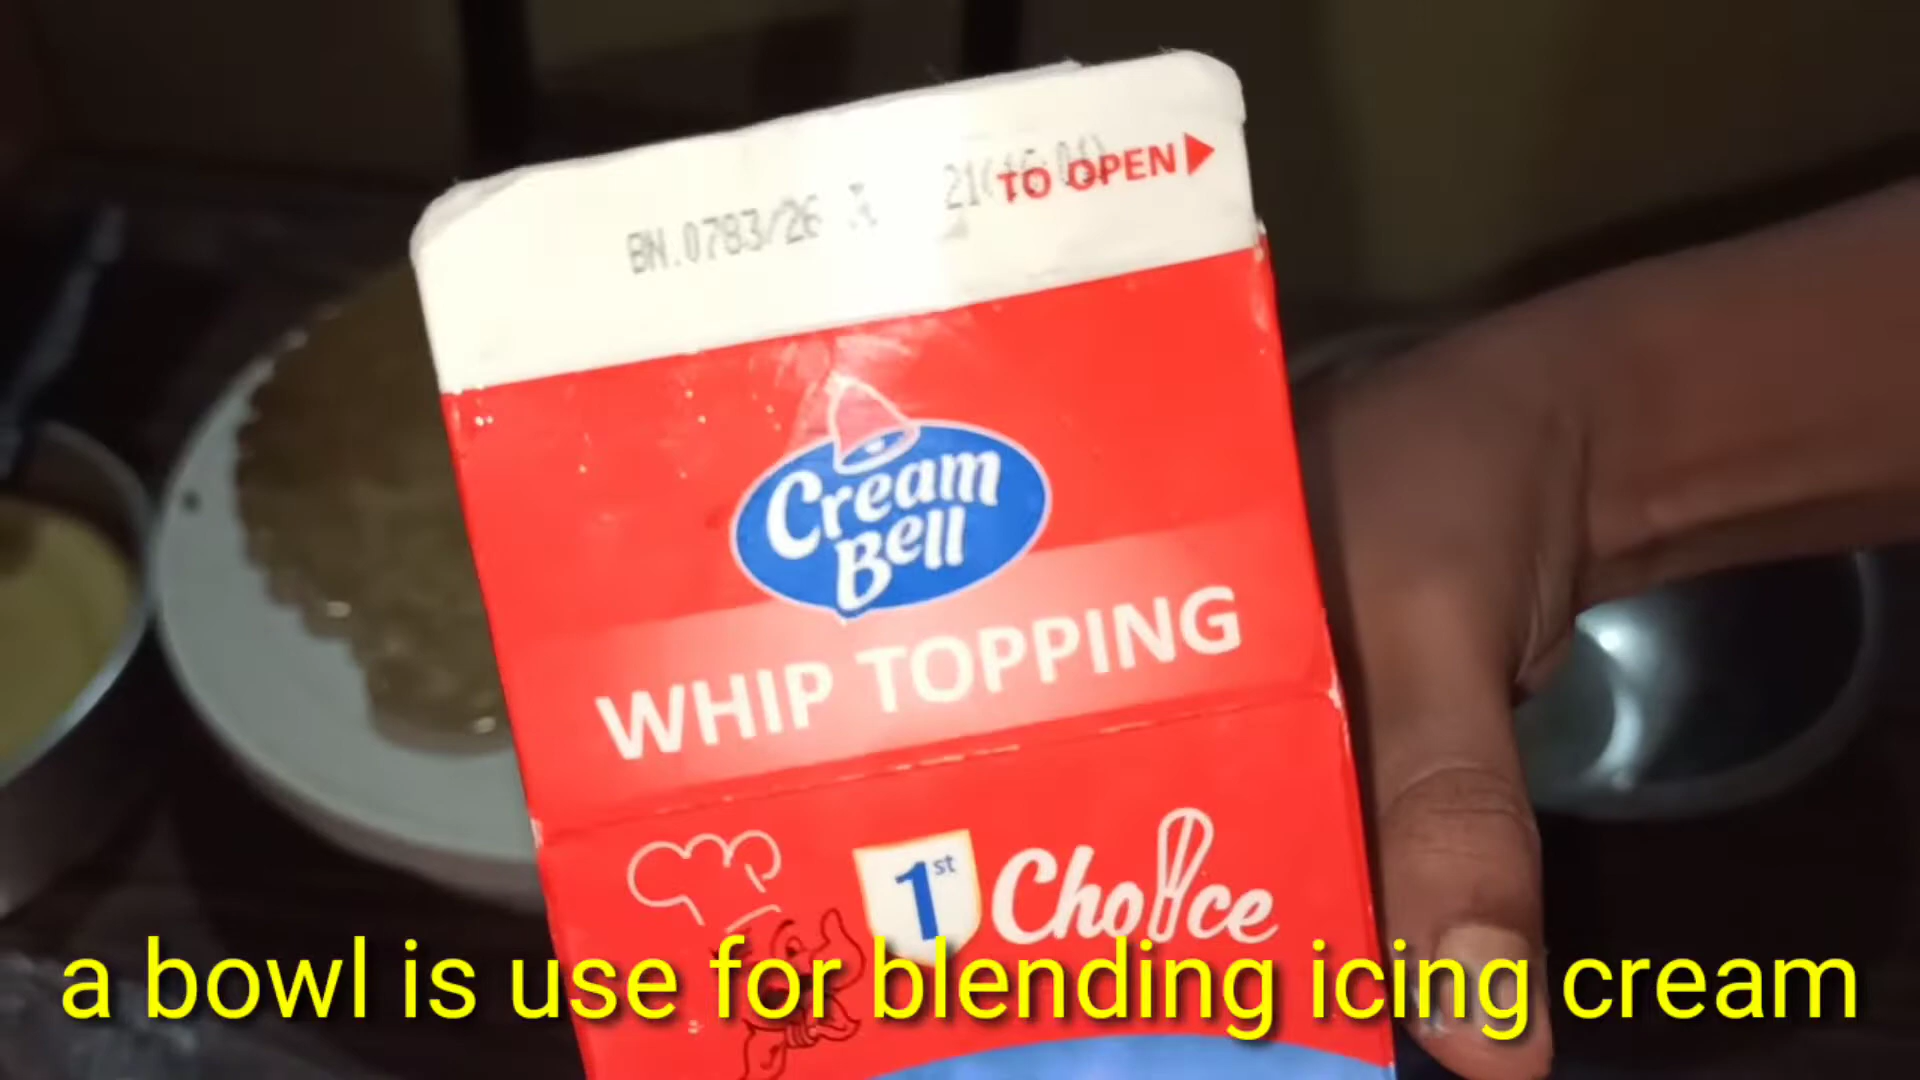 TO OPEN
BN.0783/26
Cream
Bell
WHIP TOPPING
1st Choice
a bowl is use for blending icing cream